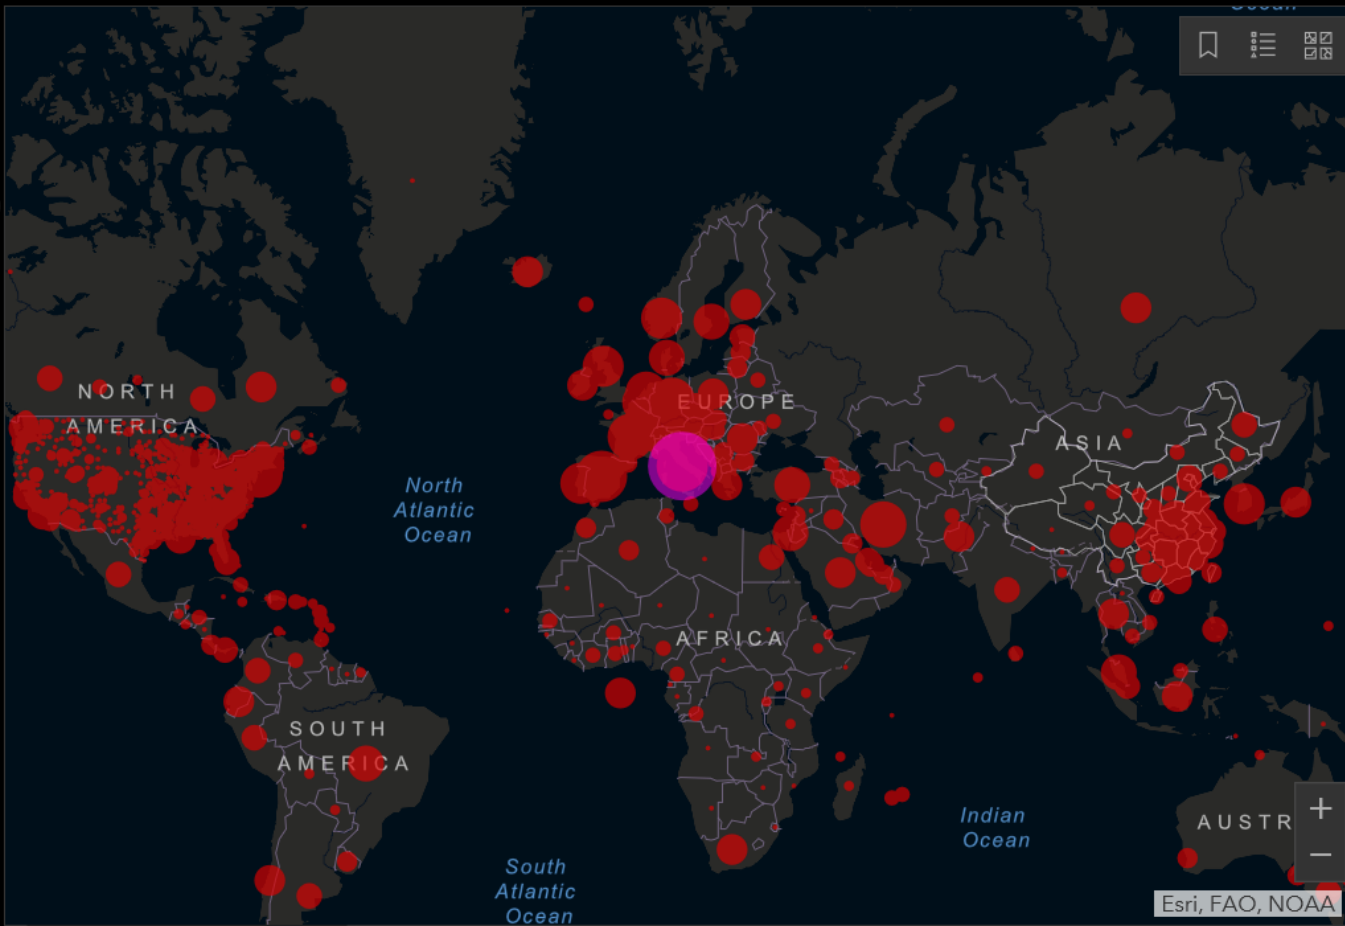 Ocean
NORTH
AMERICA
EUROPE
ASIA
North
Atlantic
Ocean
AFRICA
SOUTH
AMERICA
Indian
Ocean
AUSTR
South
Atlantic
Ocean
Esri, FAO, NOAA